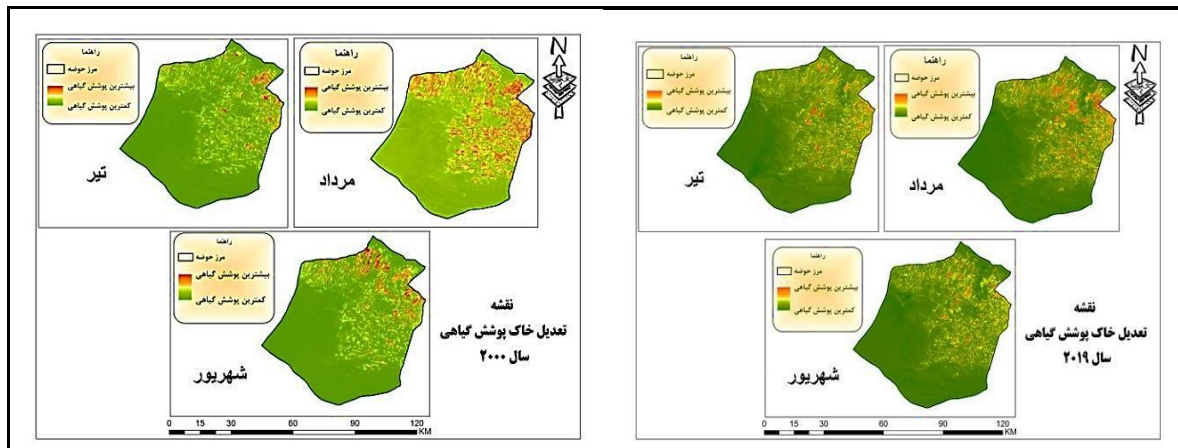 راهنما
مرز حوضه
بیشترین پوشش گیاهی
کمترین پوشش گیاهی
تیر
راهنما
مرز حوضه
بیشترین پوشش گیاهی
کمترین پوشش گیاهی
مرداد
N
راهنما
مرز حوضه
بیشترین پوشش گیاهی
کمترین پوشش گیاهی
شهریور
نقشه
تعدیل خاک پوشش گیاهی
سال ۲۰۰۰
0 15 30 60 90 120
KM
راهنما
مرز حوضه
بیشترین پوشش گیاهی
کمترین پوشش گیاهی
تیر
راهنما
مرز حوضه
بیشترین پوشش گیاهی
کمترین پوشش گیاهی
مرداد
N
راهنما
مرز حوضه
بیشترین پوشش گیاهی
کمترین پوشش گیاهی
شهریور
نقشه
تعدیل خاک پوشش گیاهی
سال ۲۰۱۹
0 15 30 60 90 120
KM